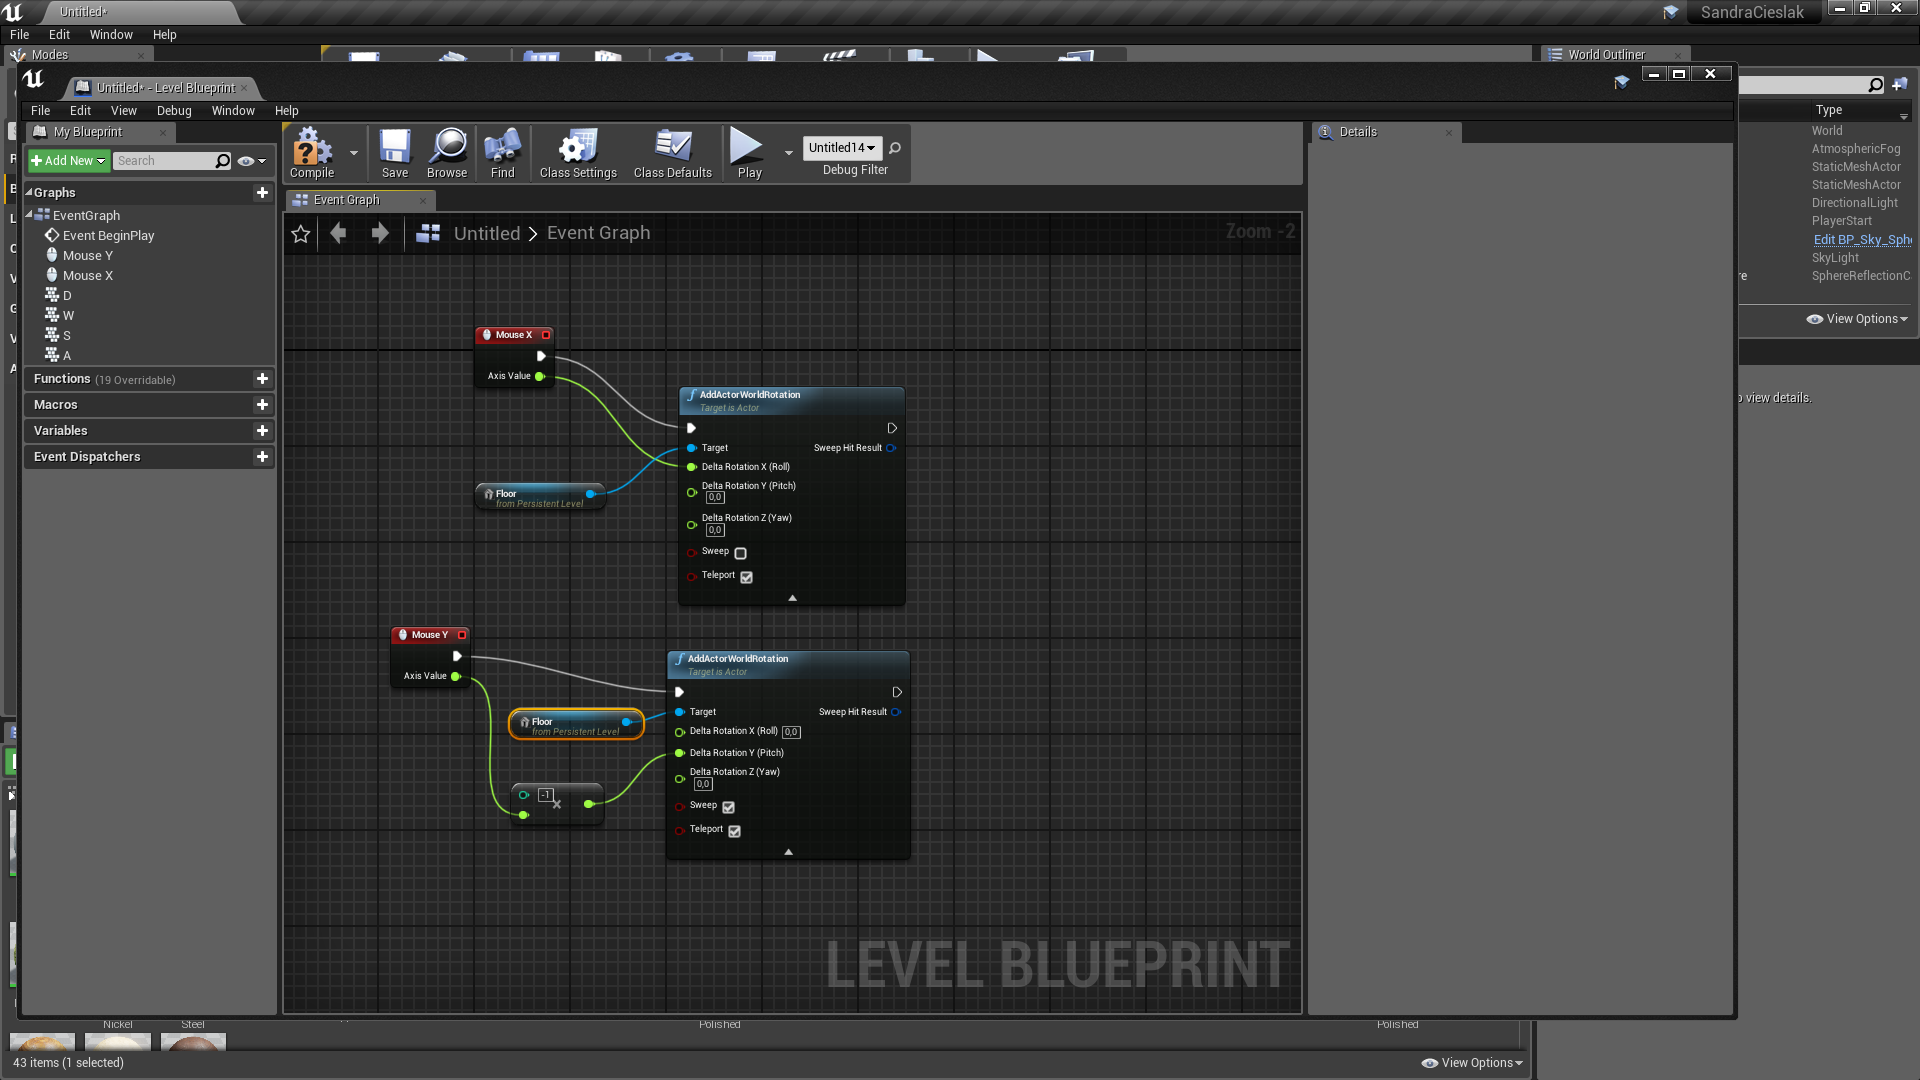 Untitled*
SandraCieslak
File Edit Window Help
Modes
World Outliner
Untitled* - Level Blueprint
File Edit View Debug Window Help
My Blueprint
Details
Add New
Search
Compile
Save
Browse
Find
Class Settings
Class Defaults
Play
Untitled14
Debug Filter
Graphs
EventGraph
Event BeginPlay
Mouse Y
Mouse X
D
W
S
A
Functions (19 Overridable)
Macros
Variables
Event Dispatchers
Event Graph
Untitled > Event Graph
Zoom -2
Mouse X
Axis Value
AddActorWorldRotation
Target is Actor
Target
Sweep Hit Result
Delta Rotation X (Roll)
Delta Rotation Y (Pitch)
0,0
Delta Rotation Z (Yaw)
0,0
Sweep
Teleport
Floor
from Persistent Level
Mouse Y
Axis Value
AddActorWorldRotation
Target is Actor
Target
Sweep Hit Result
Delta Rotation X (Roll) 0,0
Delta Rotation Y (Pitch)
Delta Rotation Z (Yaw)
0,0
Sweep
Teleport
Floor
from Persistent Level
-1
LEVEL BLUEPRINT
Type
World
AtmosphericFog
StaticMeshActor
StaticMeshActor
DirectionalLight
PlayerStart
Edit BP_Sky_Sph
SkyLight
re SphereReflectionC
View Options
view details.
Nickel
Steel
Polished
Polished
43 items (1 selected)
View Options